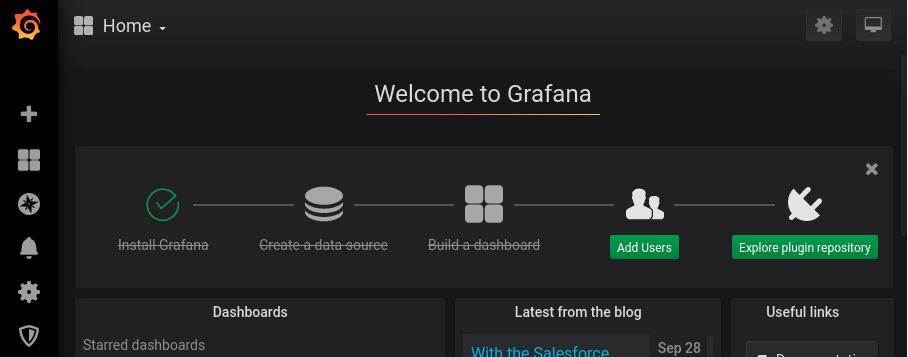 Home
Welcome to Grafana
Install Grafana
Create a data source
Build a dashboard
Add Users
Explore plugin repository
Dashboards
Latest from the blog
Useful links
Starred dashboards
With the Salesforce
Sep 28